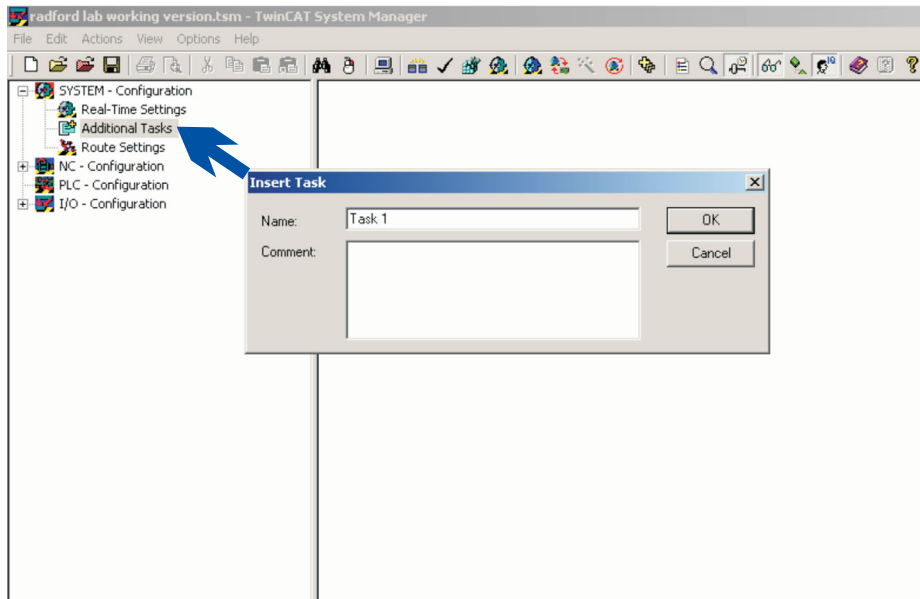 radford lab working version.tsm - TwinCAT System Manager
File Edit Actions View Options Help
SYSTEM - Configuration
Real-Time Settings
Additional Tasks
Route Settings
NC - Configuration
PLC - Configuration
I/O - Configuration
Insert Task
Name: Task 1 OK
Comment: Cancel